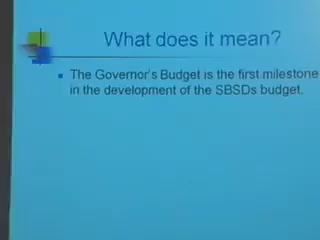 What does it mean?
The Governor's Budget is the first milestone
in the development of the SBSDs budget.